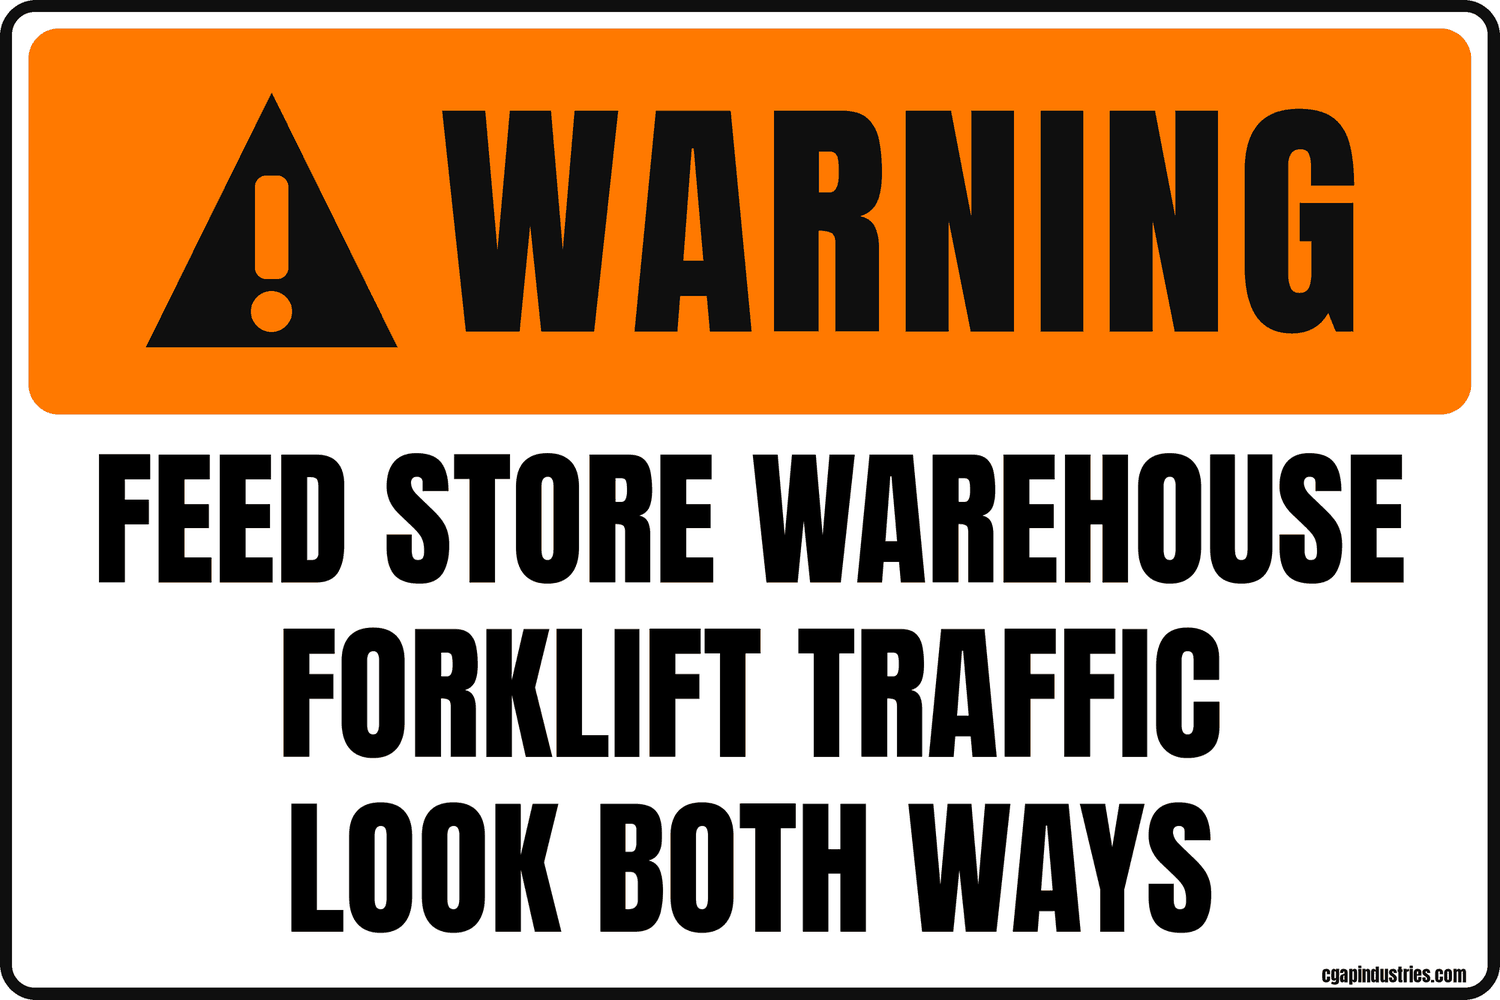 WARNING
FEED STORE WAREHOUSE
FORKLIFT TRAFFIC
LOOK BOTH WAYS
cgapindustries.com